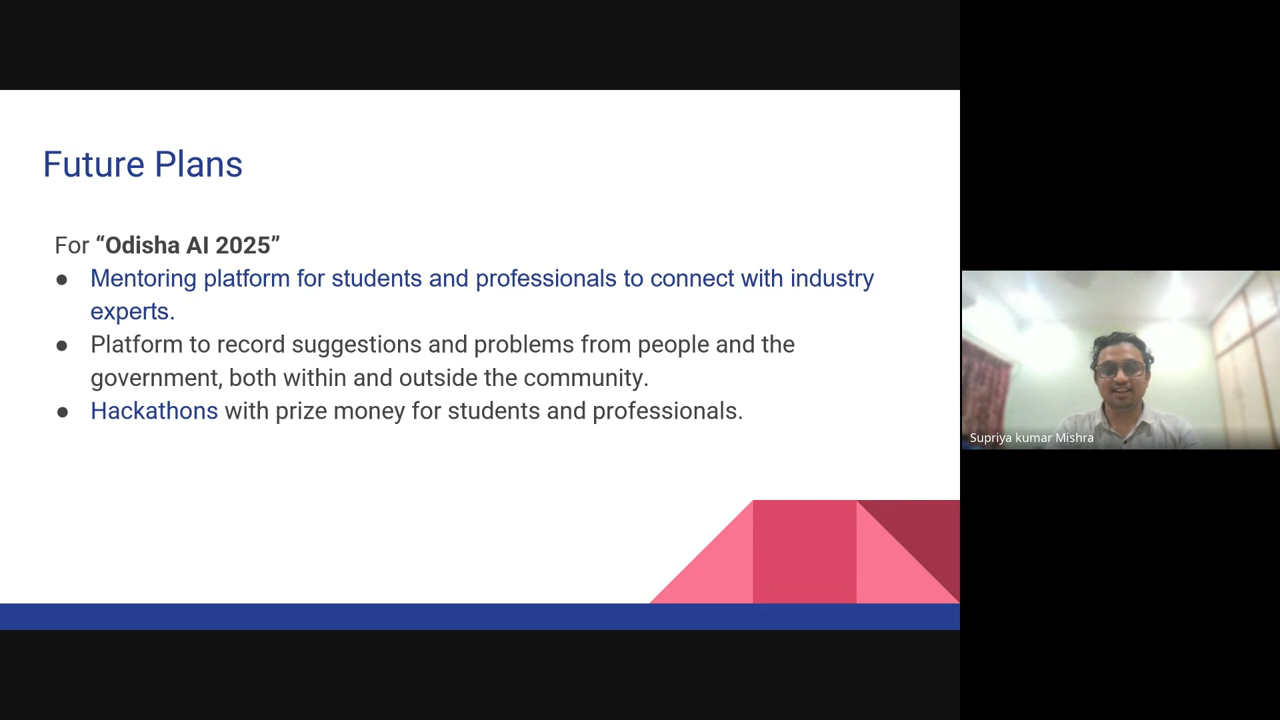 Future Plans
For “Odisha AI 2025”
● Mentoring platform for students and professionals to connect with industry
experts.
● Platform to record suggestions and problems from people and the
government, both within and outside the community.
● Hackathons with prize money for students and professionals.
Supriya kumar Mishra